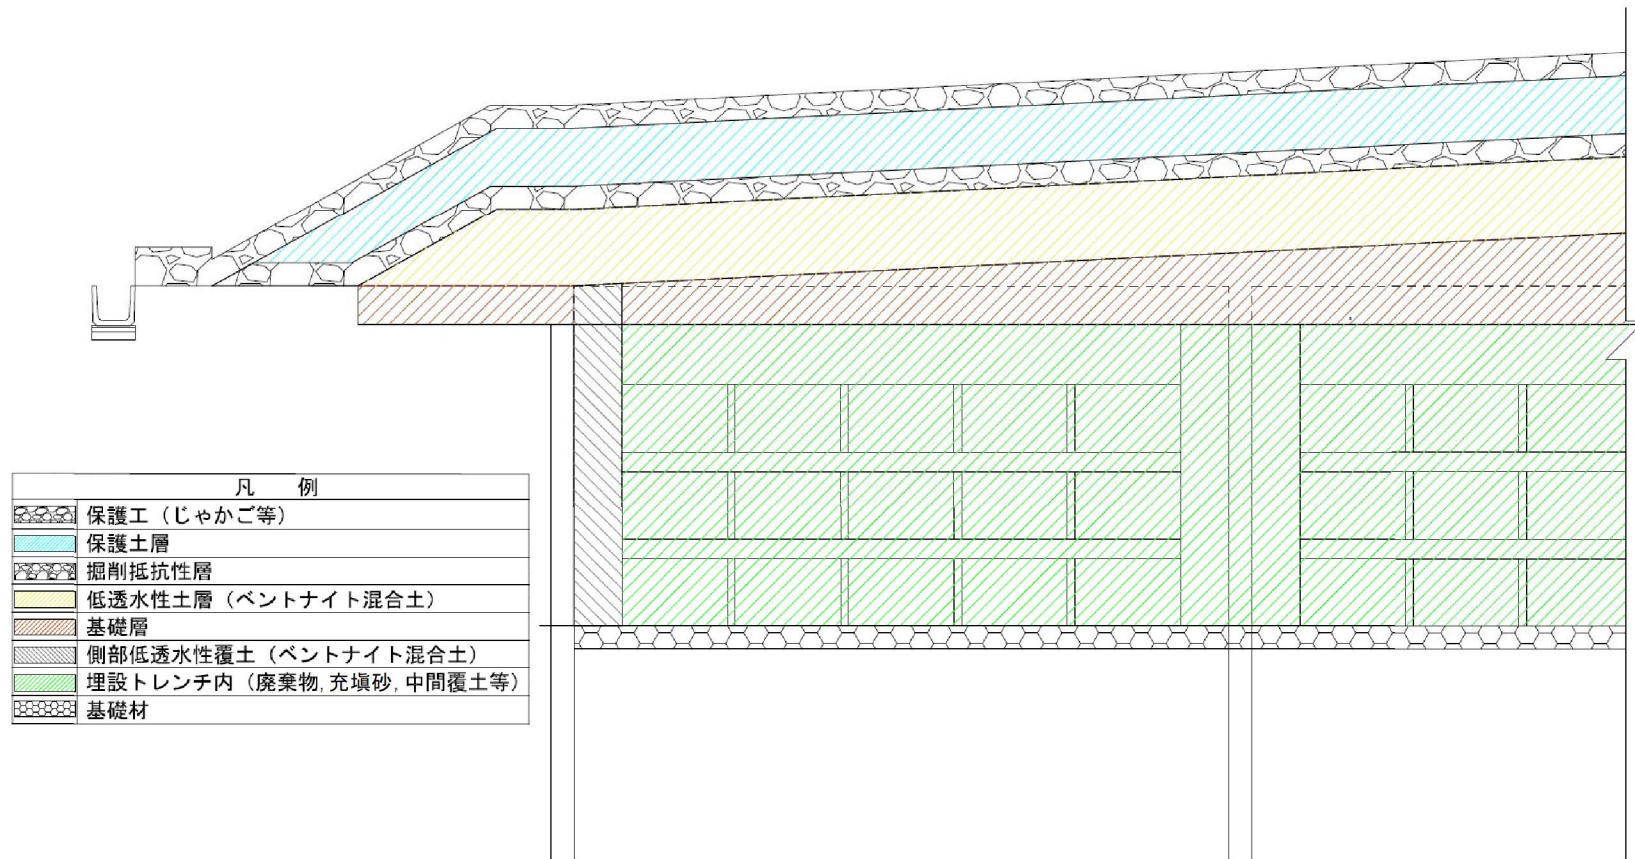 凡　例
保護工（じゃかご等）
保護土層
掘削抵抗性層
低透水性土層（ベントナイト混合土）
基礎層
側部低透水性覆土（ベントナイト混合土）
埋設トレンチ内（廃棄物, 充塡砂, 中間覆土等）
基礎材